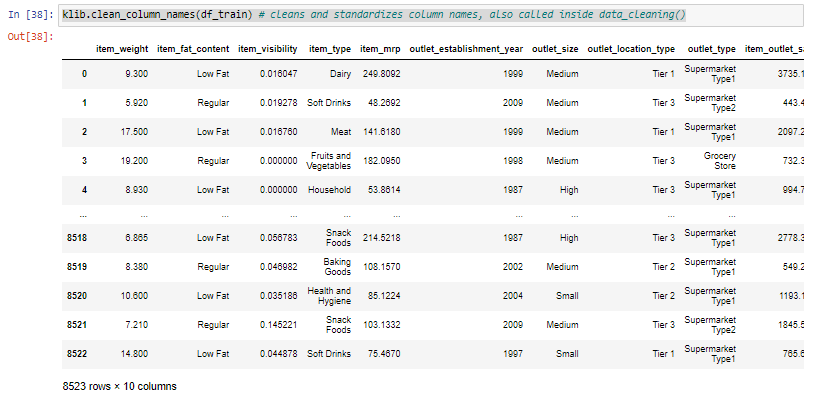 In [38]: klib.clean_column_names(df_train) # cleans and standardizes column names, also called inside data_cleaning()
Out[38]:
item_weight item_fat_content item_visibility item_type item_mrp outlet_establishment_year outlet_size outlet_location_type outlet_type item_outlet_sa
0 9.300 Low Fat 0.016047 Dairy 249.8092 1999 Medium Tier 1 Supermarket Type1 3735.1
1 5.920 Regular 0.019278 Soft Drinks 48.2692 2009 Medium Tier 3 Supermarket Type2 443.4
2 17.500 Low Fat 0.016760 Meat 141.6180 1999 Medium Tier 1 Supermarket Type1 2097.2
3 19.200 Regular 0.000000 Fruits and Vegetables 182.0950 1998 Medium Tier 3 Grocery Store 732.3
4 8.930 Low Fat 0.000000 Household 53.8614 1987 High Tier 3 Supermarket Type1 994.7
... ... ... ... ... ... ... ... ... ...
8518 6.865 Low Fat 0.056783 Snack Foods 214.5218 1987 High Tier 3 Supermarket Type1 2778.3
8519 8.380 Regular 0.046982 Baking Goods 108.1570 2002 Medium Tier 2 Supermarket Type1 549.2
8520 10.600 Low Fat 0.035186 Health and Hygiene 85.1224 2004 Small Tier 2 Supermarket Type1 1193.1
8521 7.210 Regular 0.145221 Snack Foods 103.1332 2009 Medium Tier 3 Supermarket Type2 1845.5
8522 14.800 Low Fat 0.044878 Soft Drinks 75.4670 1997 Small Tier 1 Supermarket Type1 765.6
8523 rows × 10 columns